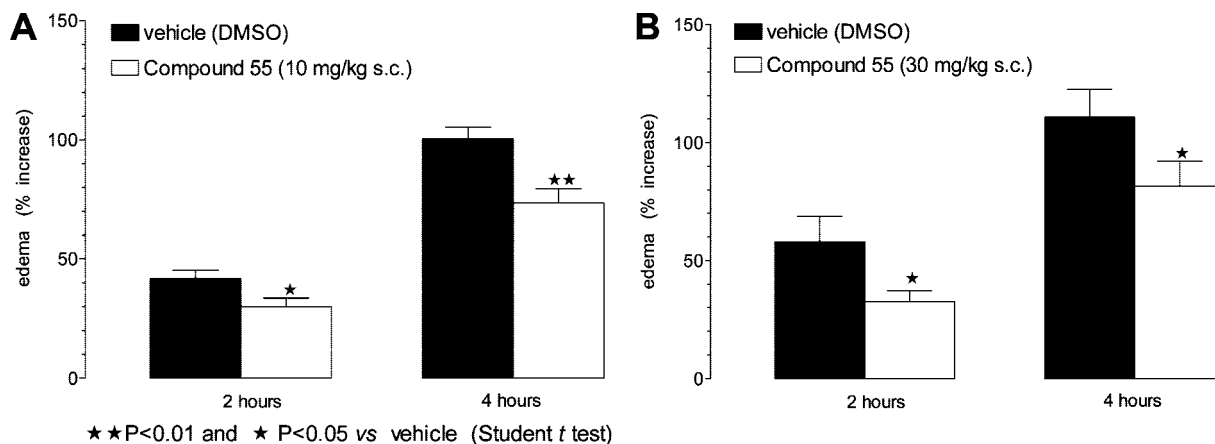 A
150
100
50
0
edema (% increase)
vehicle (DMSO)
Compound 55 (10 mg/kg s.c.)
★★
★
2 hours
4 hours
★★P<0.01 and ★ P<0.05 vs vehicle (Student t test)
B
150
100
50
0
edema (% increase)
vehicle (DMSO)
Compound 55 (30 mg/kg s.c.)
★
★
2 hours
4 hours